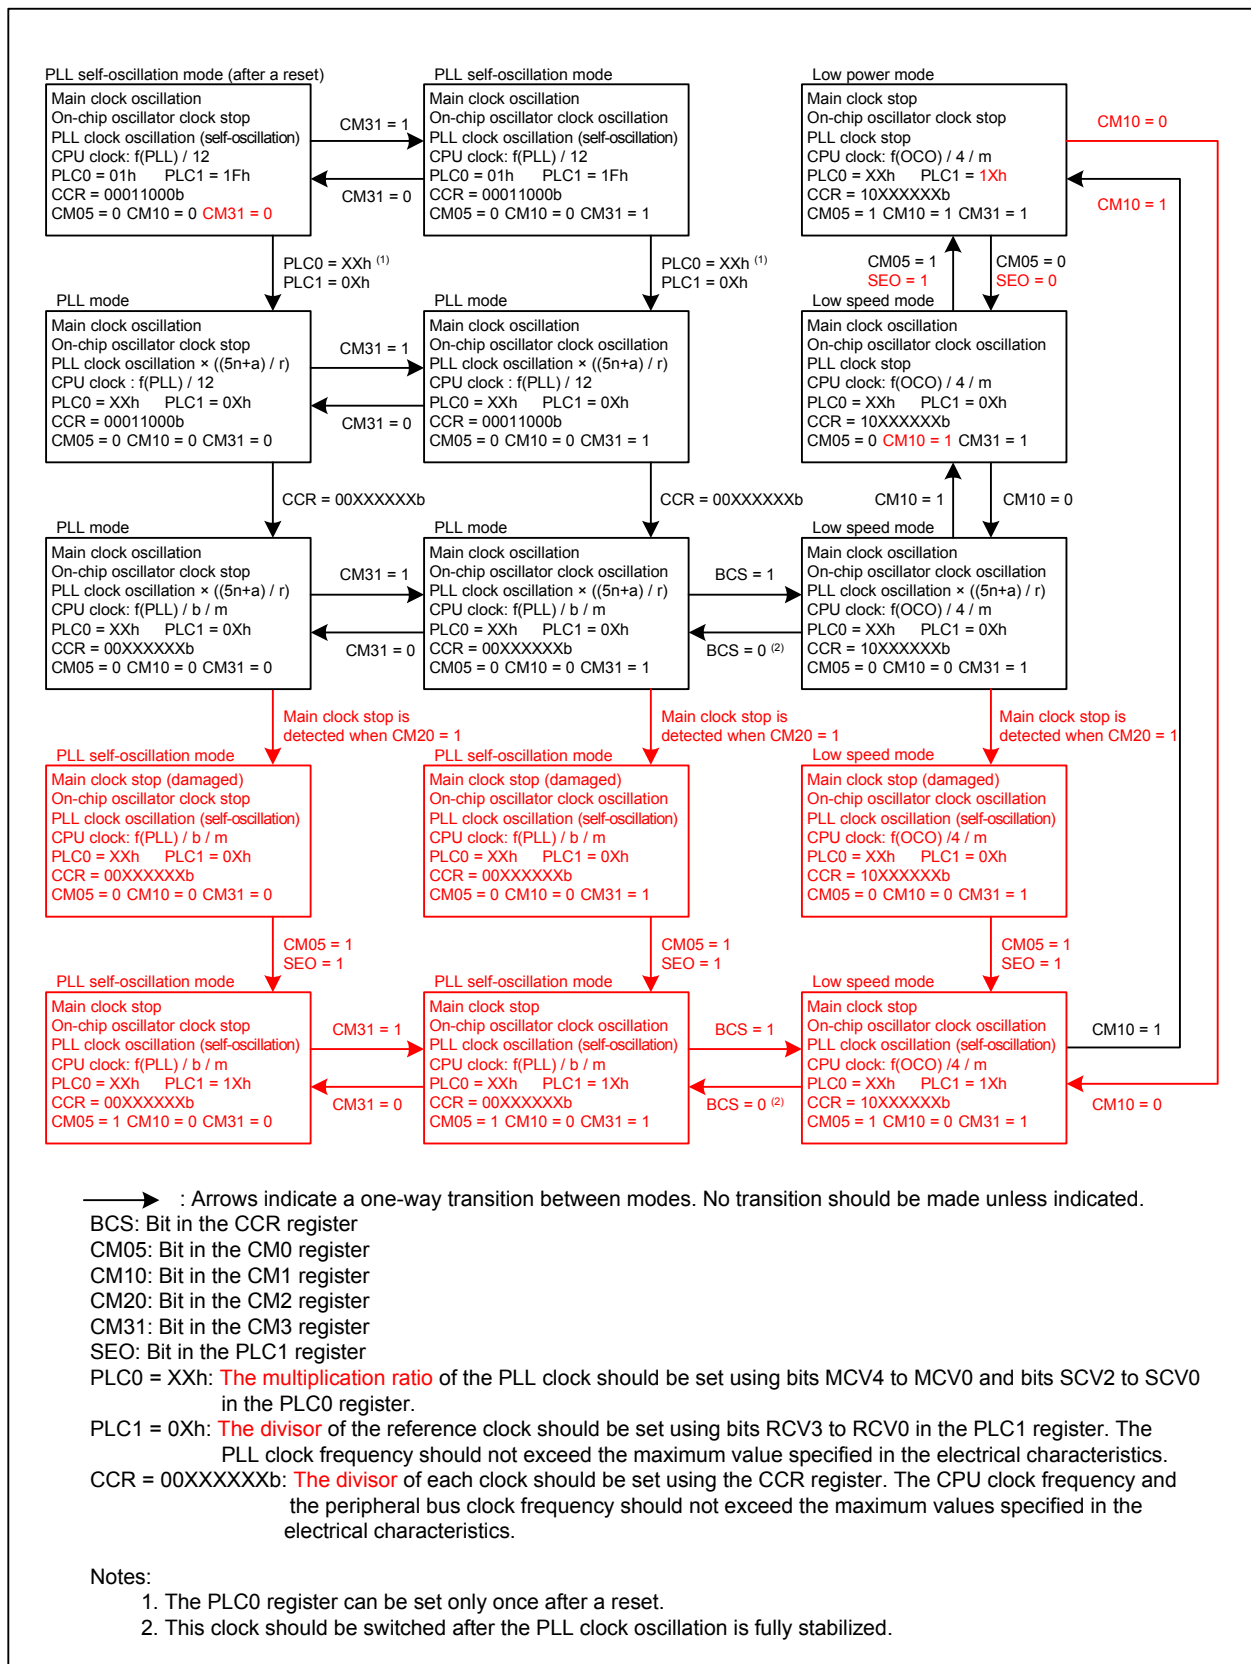 PLL self-oscillation mode (after a reset)
Main clock oscillation
On-chip oscillator clock stop
PLL clock oscillation (self-oscillation)
CPU clock: f(PLL) / 12
PLC0 = 01h PLC1 = 1Fh
CCR = 00011000b
CM05 = 0 CM10 = 0 CM31 = 0
CM31 = 1
CM31 = 0
PLL self-oscillation mode
Main clock oscillation
On-chip oscillator clock oscillation
PLL clock oscillation (self-oscillation)
CPU clock: f(PLL) / 12
PLC0 = 01h PLC1 = 1Fh
CCR = 00011000b
CM05 = 0 CM10 = 0 CM31 = 1
Low power mode
Main clock stop
On-chip oscillator clock stop
PLL clock stop
CPU clock: f(OCO) / 4 / m
PLC0 = XXh PLC1 = 1Xh
CCR = 10XXXXXXb
CM05 = 1 CM10 = 1 CM31 = 1
CM10 = 0
CM10 = 1
PLC0 = XXh (1)
PLC1 = 0Xh
PLC0 = XXh (1)
PLC1 = 0Xh
CM05 = 1
SEO = 1
CM05 = 0
SEO = 0
PLL mode
Main clock oscillation
On-chip oscillator clock stop
PLL clock oscillation × ((5n+a) / r)
CPU clock : f(PLL) / 12
PLC0 = XXh PLC1 = 0Xh
CCR = 00011000b
CM05 = 0 CM10 = 0 CM31 = 0
CM31 = 1
CM31 = 0
PLL mode
Main clock oscillation
On-chip oscillator clock oscillation
PLL clock oscillation × ((5n+a) / r)
CPU clock : f(PLL) / 12
PLC0 = XXh PLC1 = 0Xh
CCR = 00011000b
CM05 = 0 CM10 = 0 CM31 = 1
Low speed mode
Main clock oscillation
On-chip oscillator clock oscillation
PLL clock stop
CPU clock: f(OCO) / 4 / m
PLC0 = XXh PLC1 = 0Xh
CCR = 10XXXXXXb
CM05 = 0 CM10 = 1 CM31 = 1
CCR = 00XXXXXXb
CCR = 00XXXXXXb
CM10 = 1
CM10 = 0
PLL mode
Main clock oscillation
On-chip oscillator clock stop
PLL clock oscillation × ((5n+a) / r)
CPU clock: f(PLL) / b / m
PLC0 = XXh PLC1 = 0Xh
CCR = 00XXXXXXb
CM05 = 0 CM10 = 0 CM31 = 0
CM31 = 1
CM31 = 0
PLL mode
Main clock oscillation
On-chip oscillator clock oscillation
PLL clock oscillation × ((5n+a) / r)
CPU clock: f(PLL) / b / m
PLC0 = XXh PLC1 = 0Xh
CCR = 00XXXXXXb
CM05 = 0 CM10 = 0 CM31 = 1
BCS = 1
BCS = 0 (2)
Low speed mode
Main clock oscillation
On-chip oscillator clock oscillation
PLL clock oscillation × ((5n+a) / r)
CPU clock: f(OCO) / 4 / m
PLC0 = XXh PLC1 = 0Xh
CCR = 10XXXXXXb
CM05 = 0 CM10 = 0 CM31 = 1
Main clock stop is
detected when CM20 = 1
Main clock stop is
detected when CM20 = 1
Main clock stop is
detected when CM20 = 1
PLL self-oscillation mode
Main clock stop (damaged)
On-chip oscillator clock stop
PLL clock oscillation (self-oscillation)
CPU clock: f(PLL) / b / m
PLC0 = XXh PLC1 = 0Xh
CCR = 00XXXXXXb
CM05 = 0 CM10 = 0 CM31 = 0
PLL self-oscillation mode
Main clock stop (damaged)
On-chip oscillator clock oscillation
PLL clock oscillation (self-oscillation)
CPU clock: f(PLL) / b / m
PLC0 = XXh PLC1 = 0Xh
CCR = 00XXXXXXb
CM05 = 0 CM10 = 0 CM31 = 1
Low speed mode
Main clock stop (damaged)
On-chip oscillator clock oscillation
PLL clock oscillation (self-oscillation)
CPU clock: f(OCO) /4 / m
PLC0 = XXh PLC1 = 0Xh
CCR = 10XXXXXXb
CM05 = 0 CM10 = 0 CM31 = 1
CM05 = 1
SEO = 1
CM05 = 1
SEO = 1
CM05 = 1
SEO = 1
PLL self-oscillation mode
Main clock stop
On-chip oscillator clock stop
PLL clock oscillation (self-oscillation)
CPU clock: f(PLL) / b / m
PLC0 = XXh PLC1 = 1Xh
CCR = 00XXXXXXb
CM05 = 1 CM10 = 0 CM31 = 0
CM31 = 1
CM31 = 0
PLL self-oscillation mode
Main clock stop
On-chip oscillator clock oscillation
PLL clock oscillation (self-oscillation)
CPU clock: f(PLL) / b / m
PLC0 = XXh PLC1 = 1Xh
CCR = 00XXXXXXb
CM05 = 1 CM10 = 0 CM31 = 1
BCS = 1
BCS = 0 (2)
Low speed mode
Main clock stop
On-chip oscillator clock oscillation
PLL clock oscillation (self-oscillation)
CPU clock: f(OCO) /4 / m
PLC0 = XXh PLC1 = 1Xh
CCR = 10XXXXXXb
CM05 = 1 CM10 = 0 CM31 = 1
CM10 = 1
CM10 = 0
: Arrows indicate a one-way transition between modes. No transition should be made unless indicated.
BCS: Bit in the CCR register
CM05: Bit in the CM0 register
CM10: Bit in the CM1 register
CM20: Bit in the CM2 register
CM31: Bit in the CM3 register
SEO: Bit in the PLC1 register
PLC0 = XXh: The multiplication ratio of the PLL clock should be set using bits MCV4 to MCV0 and bits SCV2 to SCV0
in the PLC0 register.
PLC1 = 0Xh: The divisor of the reference clock should be set using bits RCV3 to RCV0 in the PLC1 register. The
PLL clock frequency should not exceed the maximum value specified in the electrical characteristics.
CCR = 00XXXXXXb: The divisor of each clock should be set using the CCR register. The CPU clock frequency and
the peripheral bus clock frequency should not exceed the maximum values specified in the
electrical characteristics.
Notes:
1. The PLC0 register can be set only once after a reset.
2. This clock should be switched after the PLL clock oscillation is fully stabilized.